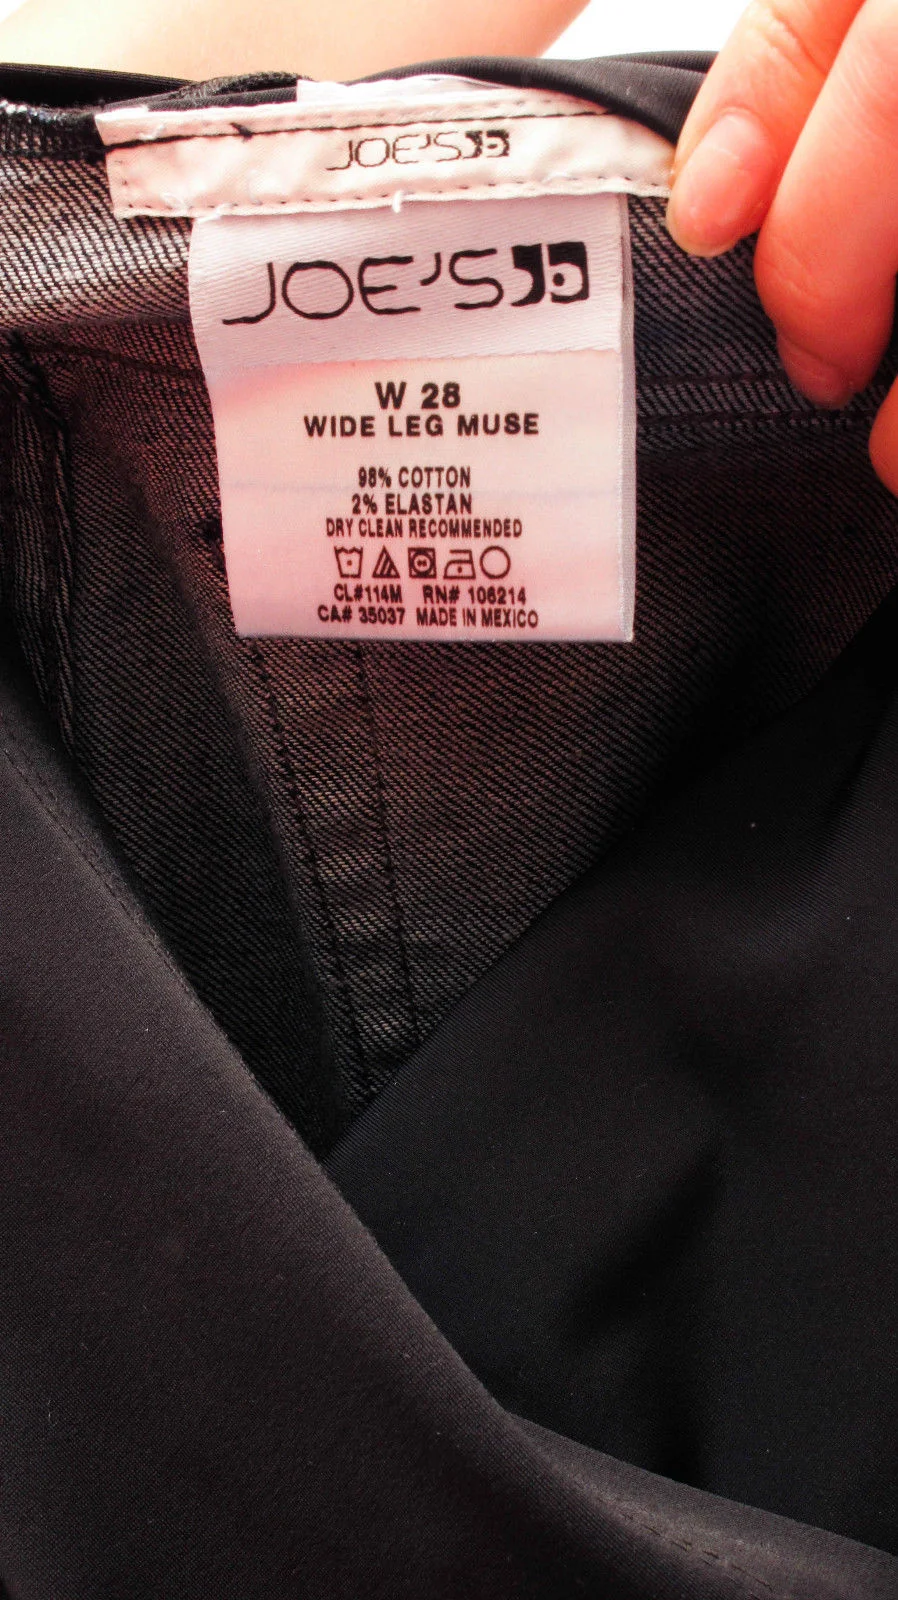 JOE'S
JOE'S
W 28
WIDE LEG MUSE
98% COTTON
2% ELASTAN
DRY CLEAN RECOMMENDED
CL#114M RN# 106214
CA# 35037 MADE IN MEXICO